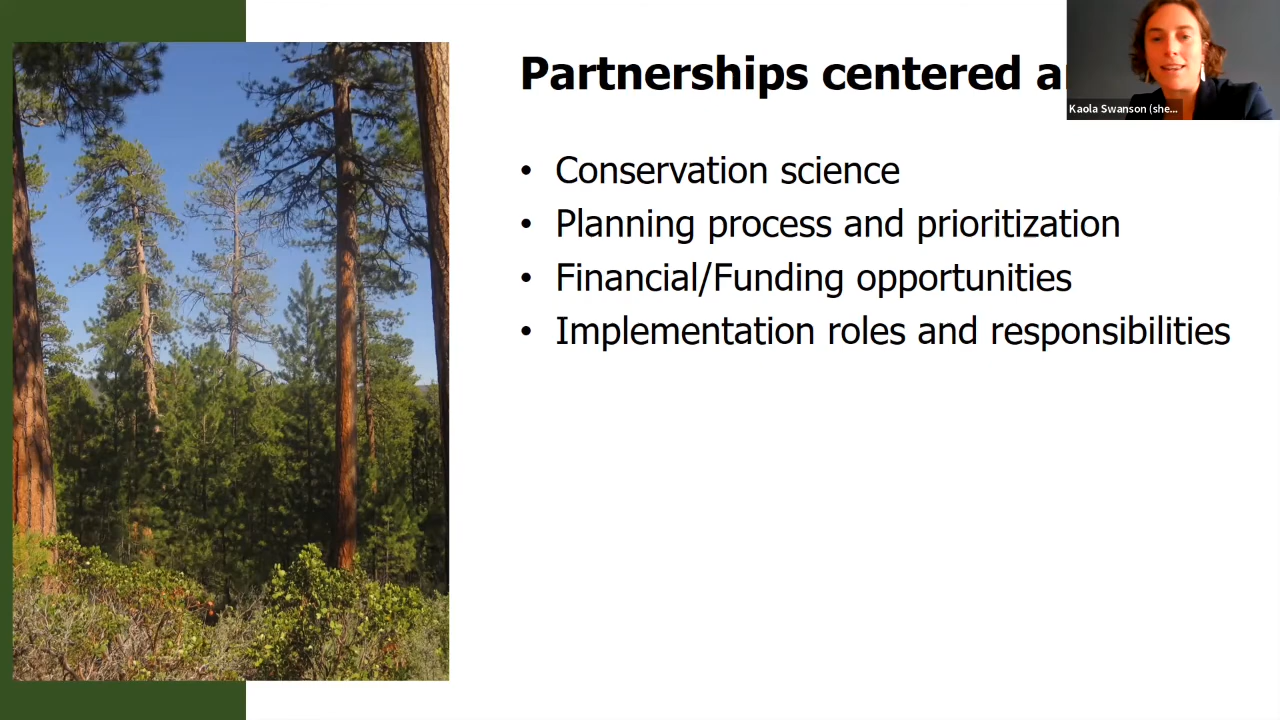 Partnerships centered
Kaola Swanson (she...
• Conservation science
• Planning process and prioritization
• Financial/Funding opportunities
• Implementation roles and responsibilities